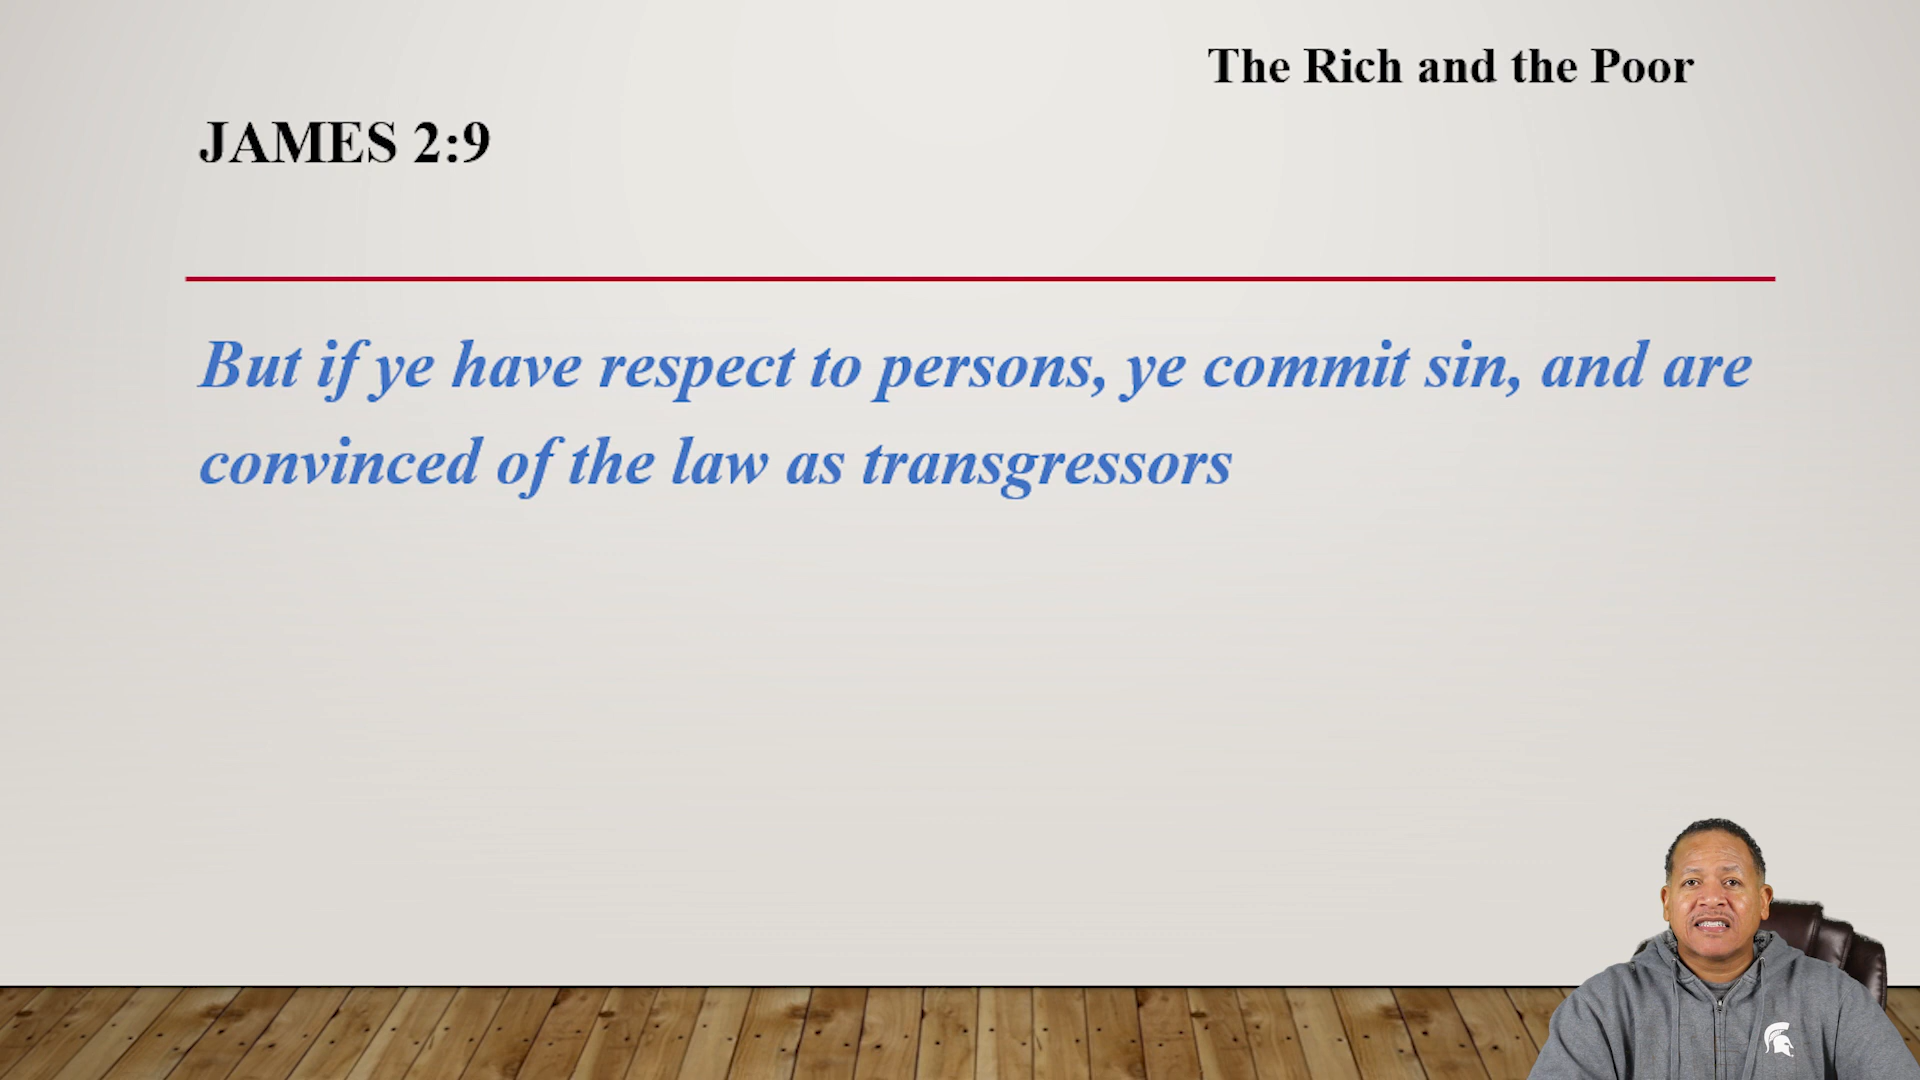 The Rich and the Poor
JAMES 2:9
But if ye have respect to persons, ye commit sin, and are
convinced of the law as transgressors